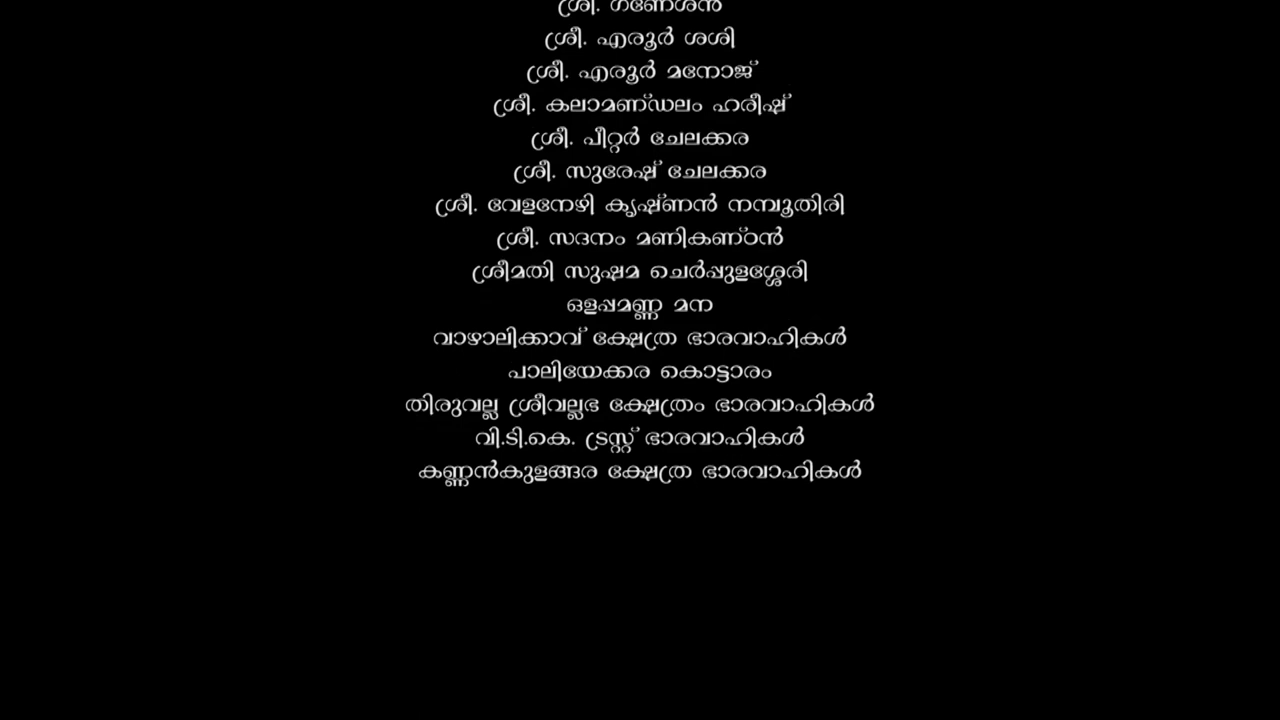 ശ്രീ. ഗണേശൻ
ശ്രീ. എരൂർ ശശി
ശ്രീ. എരൂർ മനോജ്
ശ്രീ. കലാമണ്ഡലം ഹരീഷ്
ശ്രീ. പീറ്റർ ചേലക്കര
ശ്രീ. സുരേഷ് ചേലക്കര
ശ്രീ. വേളനേഴി കൃഷ്ണൻ നമ്പൂതിരി
ശ്രീ. സദനം മണികണ്ഠൻ
ശ്രീമതി സുഷമ ചെർപ്പുളശ്ശേരി
ഒളപ്പമണ്ണ മന
വാഴാലിക്കാവ് ക്ഷേത്ര ഭാരവാഹികൾ
പാലിയേക്കര കൊട്ടാരം
തിരുവല്ല ശ്രീവല്ലഭ ക്ഷേത്രം ഭാരവാഹികൾ
വി.ടി.കെ. ട്രസ്റ്റ് ഭാരവാഹികൾ
കണ്ണൻകുളങ്ങര ക്ഷേത്ര ഭാരവാഹികൾ